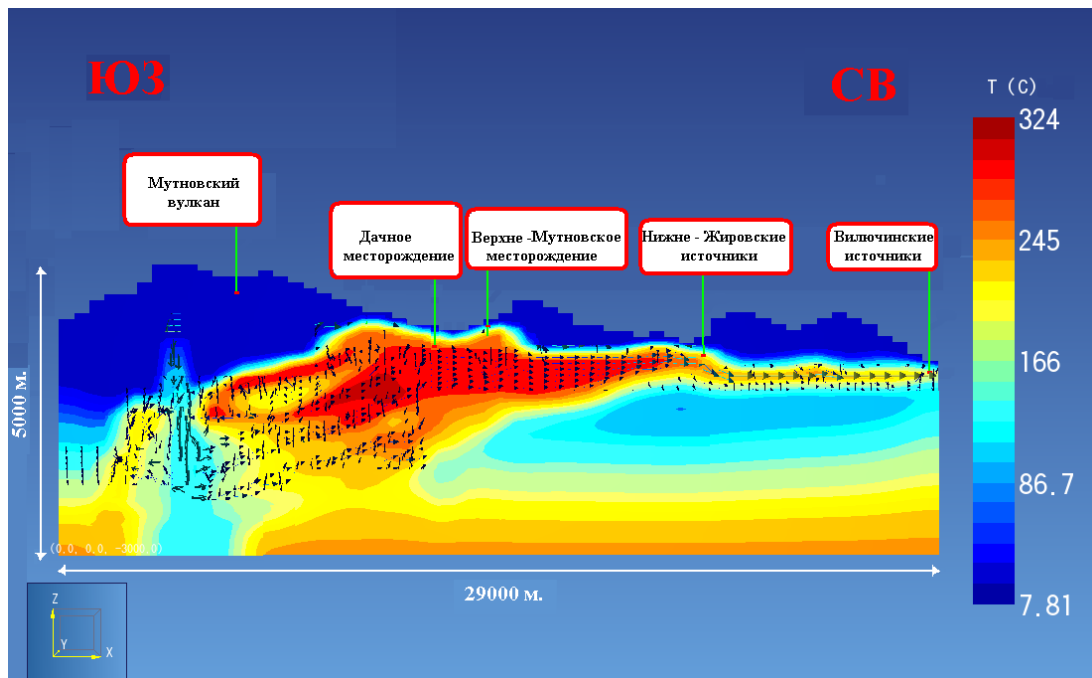 ЮЗ
СВ
T (C)
324
245
166
86.7
7.81
Мутновский
вулкан
Дачное
месторождение
Верхне -Мутновское
месторождение
Нижне - Жировские
источники
Вилючинские
источники
5000 м.
(0.0, 0.0, -3000.0)
29000 м.
Z
Y
X